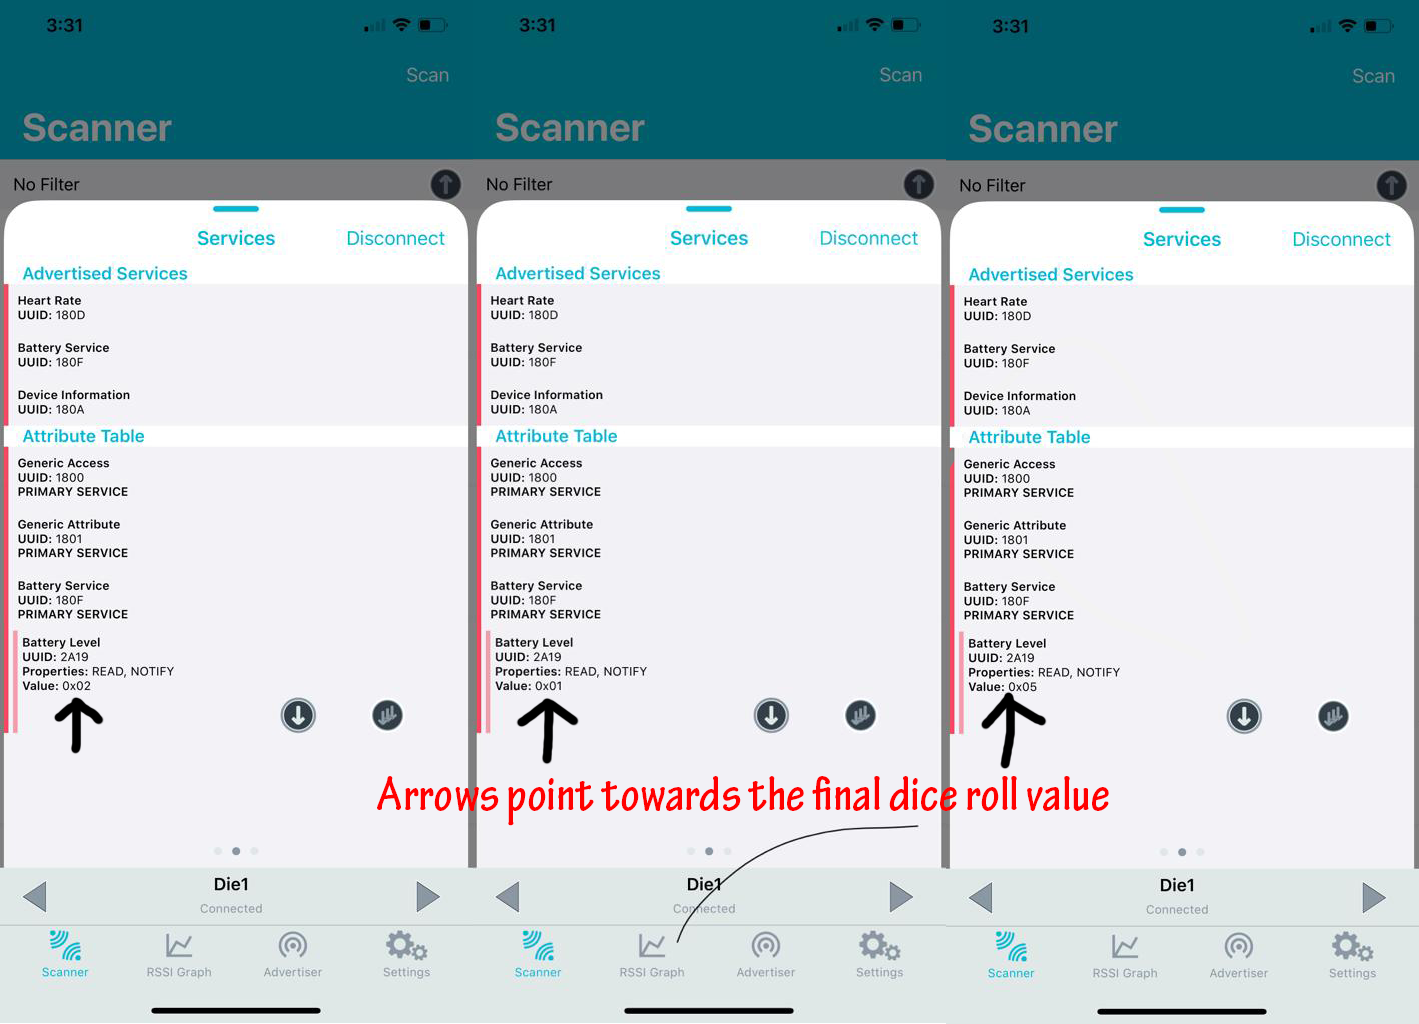 3:31
Scan
Scanner
No Filter
Services
Disconnect
Advertised Services
Heart Rate
UUID: 180D
Battery Service
UUID: 180F
Device Information
UUID: 180A
Attribute Table
Generic Access
UUID: 1800
PRIMARY SERVICE
Generic Attribute
UUID: 1801
PRIMARY SERVICE
Battery Service
UUID: 180F
PRIMARY SERVICE
Battery Level
UUID: 2A19
Properties: READ, NOTIFY
Value: 0x02
Die1
Connected
Scanner
RSSI Graph
Advertiser
Settings
3:31
Scan
Scanner
No Filter
Services
Disconnect
Advertised Services
Heart Rate
UUID: 180D
Battery Service
UUID: 180F
Device Information
UUID: 180A
Attribute Table
Generic Access
UUID: 1800
PRIMARY SERVICE
Generic Attribute
UUID: 1801
PRIMARY SERVICE
Battery Service
UUID: 180F
PRIMARY SERVICE
Battery Level
UUID: 2A19
Properties: READ, NOTIFY
Value: 0x01
Die1
Connected
Scanner
RSSI Graph
Advertiser
Settings
3:31
Scan
Scanner
No Filter
Services
Disconnect
Advertised Services
Heart Rate
UUID: 180D
Battery Service
UUID: 180F
Device Information
UUID: 180A
Attribute Table
Generic Access
UUID: 1800
PRIMARY SERVICE
Generic Attribute
UUID: 1801
PRIMARY SERVICE
Battery Service
UUID: 180F
PRIMARY SERVICE
Battery Level
UUID: 2A19
Properties: READ, NOTIFY
Value: 0x05
Die1
Connected
Scanner
RSSI Graph
Advertiser
Settings
Arrows point towards the final dice roll value